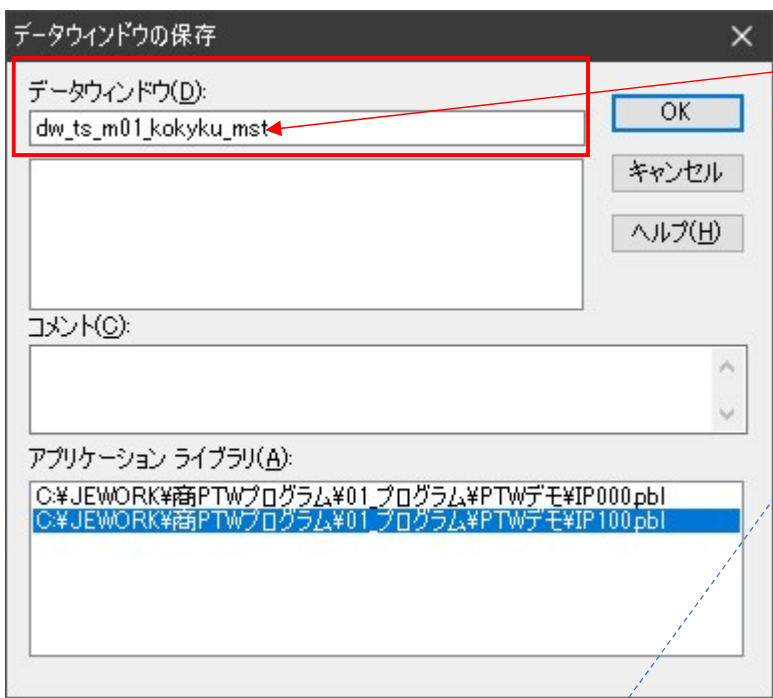 データウィンドウの保存
データウィンドウ(D):
OK
dw_ts_m01_kokyku_mst
キャンセル
ヘルプ(H)
コメント(C):
アプリケーション ライブラリ(A):
C:¥JEWORK¥商PTWプログラム¥01_プログラム¥PTWデモ¥IP000.pbl
C:¥JEWORK¥商PTWプログラム¥01_プログラム¥PTWデモ¥IP100.pbl